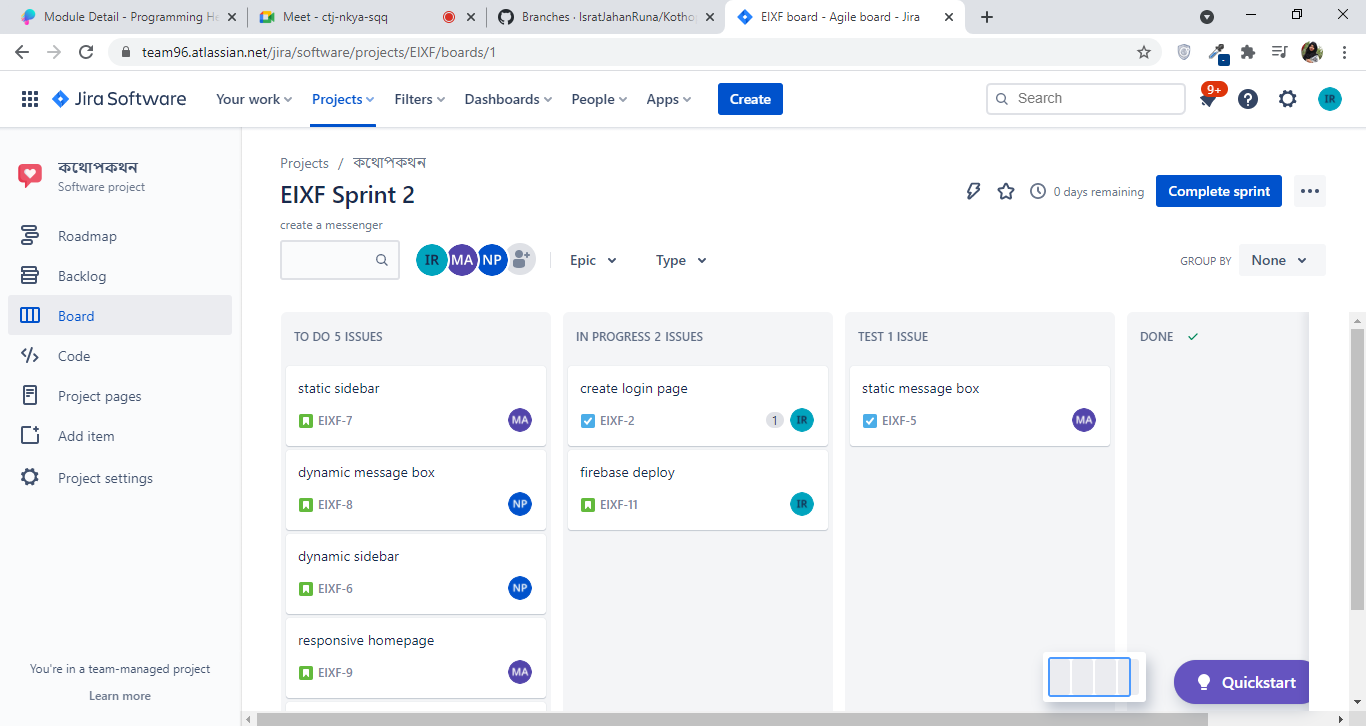 Module Detail - Programming He
Meet - ctj-nkya-sqq
Branches · IsratJahanRuna/Kotho
EIXF board - Agile board - Jira
team96.atlassian.net/jira/software/projects/EIXF/boards/1
Jira Software
Your work
Projects
Filters
Dashboards
People
Apps
Create
Search
9+
IR
কথোপকথন
Software project
Roadmap
Backlog
Board
Code
Project pages
Add item
Project settings
You're in a team-managed project
Learn more
Projects / কথোপকথন
EIXF Sprint 2
0 days remaining
Complete sprint
create a messenger
IR MA NP
Epic
Type
GROUP BY
None
TO DO 5 ISSUES
static sidebar
EIXF-7
MA
dynamic message box
EIXF-8
NP
dynamic sidebar
EIXF-6
NP
responsive homepage
EIXF-9
MA
IN PROGRESS 2 ISSUES
create login page
EIXF-2
1
IR
firebase deploy
EIXF-11
IR
TEST 1 ISSUE
static message box
EIXF-5
MA
DONE
Quickstart